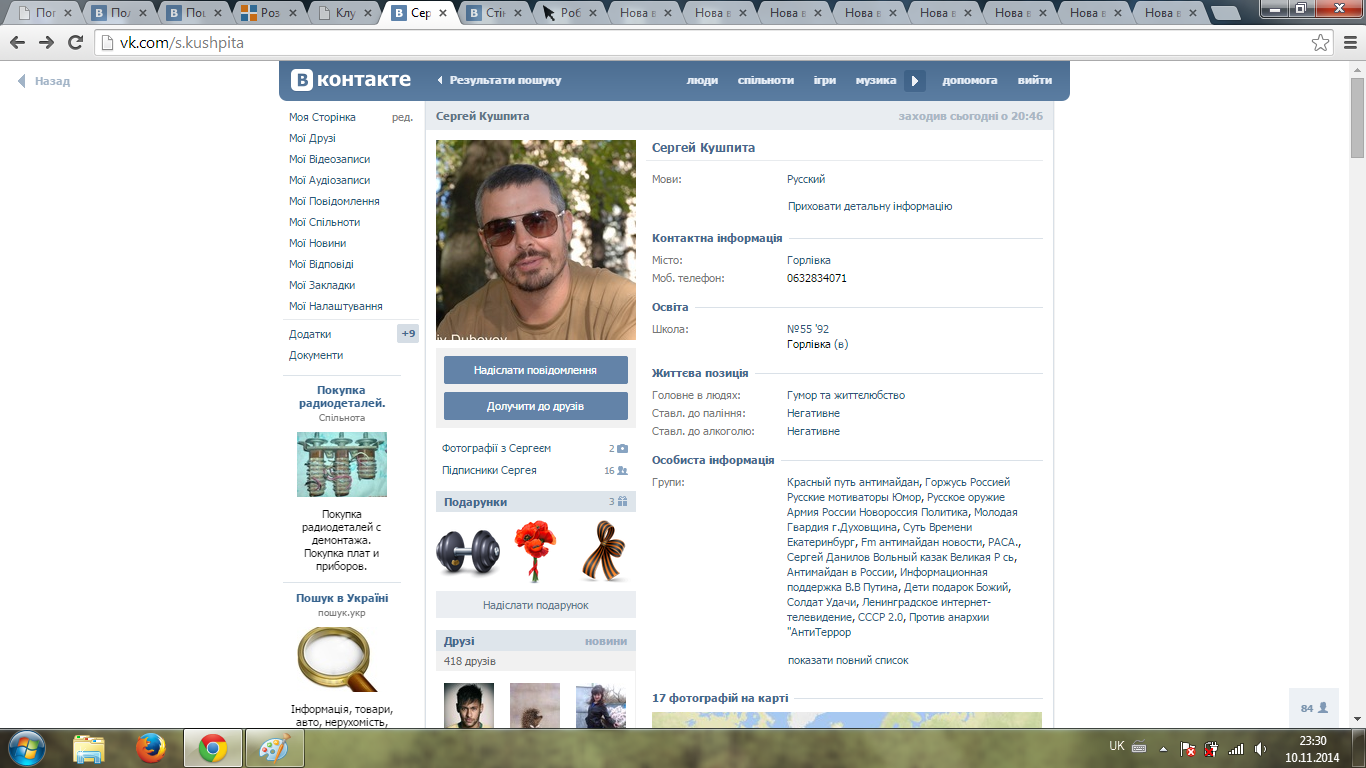 Пог
Пол
Пош
Роз
Клу
Сер
Стік
Роб
Нова в
Нова в
Нова в
Нова в
Нова в
Нова в
Нова в
Нова в
vk.com/s.kushpita
Назад
В контакте
Результати пошуку
люди
спільноти
ігри
музика
допомога
вийти
Моя Сторінка ред.
Мої Друзі
Мої Відеозаписи
Мої Аудіозаписи
Мої Повідомлення
Мої Спільноти
Мої Новини
Мої Відповіді
Мої Закладки
Мої Налаштування
Додатки +9
Документи
Покупка
радиодеталей.
Спільнота
Покупка
радиодеталей с
демонтажа.
Покупка плат и
приборов.
Пошук в Україні
пошук.укр
Інформація, товари,
авто, нерухомість,
Сергей Кушпита
заходив сьогодні о 20:46
Надіслати повідомлення
Долучити до друзів
Фотографії з Сергеєм 2
Підписники Сергея 16
Подарунки 3
Надіслати подарунок
Друзі новини
418 друзів
Сергей Кушпита
Мови: Русский
Приховати детальну інформацію
Контактна інформація
Місто: Горлівка
Моб. телефон: 0632834071
Освіта
Школа: №55 '92
Горлівка (в)
Життєва позиція
Головне в людях: Гумор та життєлюбство
Ставл. до паління: Негативне
Ставл. до алкоголю: Негативне
Особиста інформація
Групи: Красный путь антимайдан, Горжусь Россией
Русские мотиваторы Юмор, Русское оружие
Армия России Новороссия Политика, Молодая
Гвардия г.Духовщина, Суть Времени
Екатеринбург, Fm антимайдан новости, РАСА.,
Сергей Данилов Вольный казак Великая Р сь,
Антимайдан в России, Информационная
поддержка В.В Путина, Дети подарок Божий,
Солдат Удачи, Ленинградское интернет-
телевидение, СССР 2.0, Против анархии
"АнтиТеррор
показати повний список
17 фотографій на карті
84
UK
23:30
10.11.2014